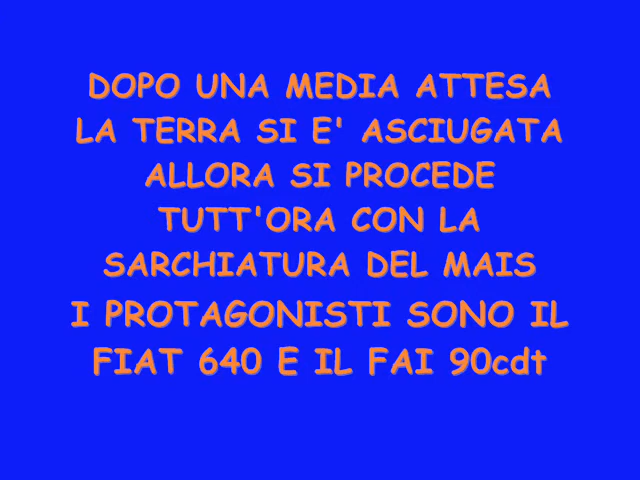 DOPO UNA MEDIA ATTESA
LA TERRA SI E' ASCIUGATA
ALLORA SI PROCEDE
TUTT'ORA CON LA
SARCHIATURA DEL MAIS
I PROTAGONISTI SONO IL
FIAT 640 E IL FAI 90cdt